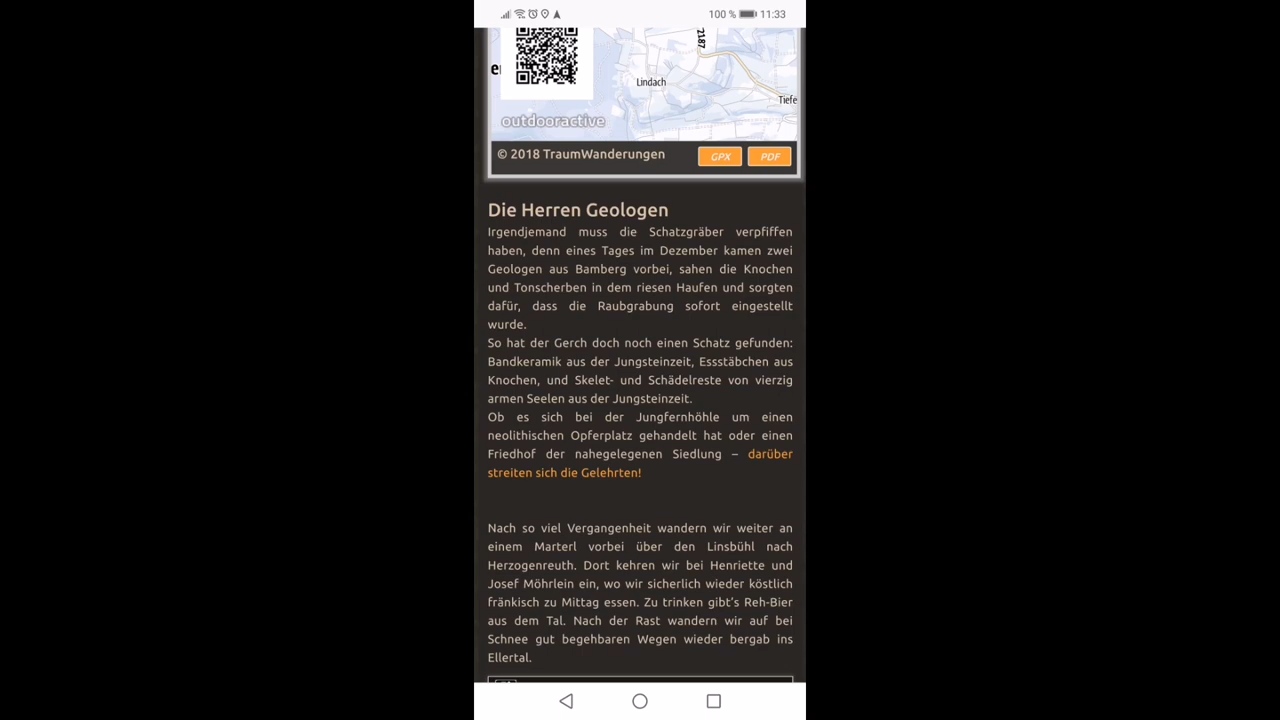 100 % 11:33
2187
Lindach
Tiefe
outdooractive
© 2018 TraumWanderungen GPX PDF
Die Herren Geologen
Irgendjemand muss die Schatzgräber verpfiffen
haben, denn eines Tages im Dezember kamen zwei
Geologen aus Bamberg vorbei, sahen die Knochen
und Tonscherben in dem riesen Haufen und sorgten
dafür, dass die Raubgrabung sofort eingestellt
wurde.
So hat der Gerch doch noch einen Schatz gefunden:
Bandkeramik aus der Jungsteinzeit, Essstäbchen aus
Knochen, und Skelet- und Schädelreste von vierzig
armen Seelen aus der Jungsteinzeit.
Ob es sich bei der Jungfernhöhle um einen
neolithischen Opferplatz gehandelt hat oder einen
Friedhof der nahegelegenen Siedlung – darüber
streiten sich die Gelehrten!
Nach so viel Vergangenheit wandern wir weiter an
einem Marterl vorbei über den Linsbühl nach
Herzogenreuth. Dort kehren wir bei Henriette und
Josef Möhrlein ein, wo wir sicherlich wieder köstlich
fränkisch zu Mittag essen. Zu trinken gibt's Reh-Bier
aus dem Tal. Nach der Rast wandern wir auf bei
Schnee gut begehbaren Wegen wieder bergab ins
Ellertal.